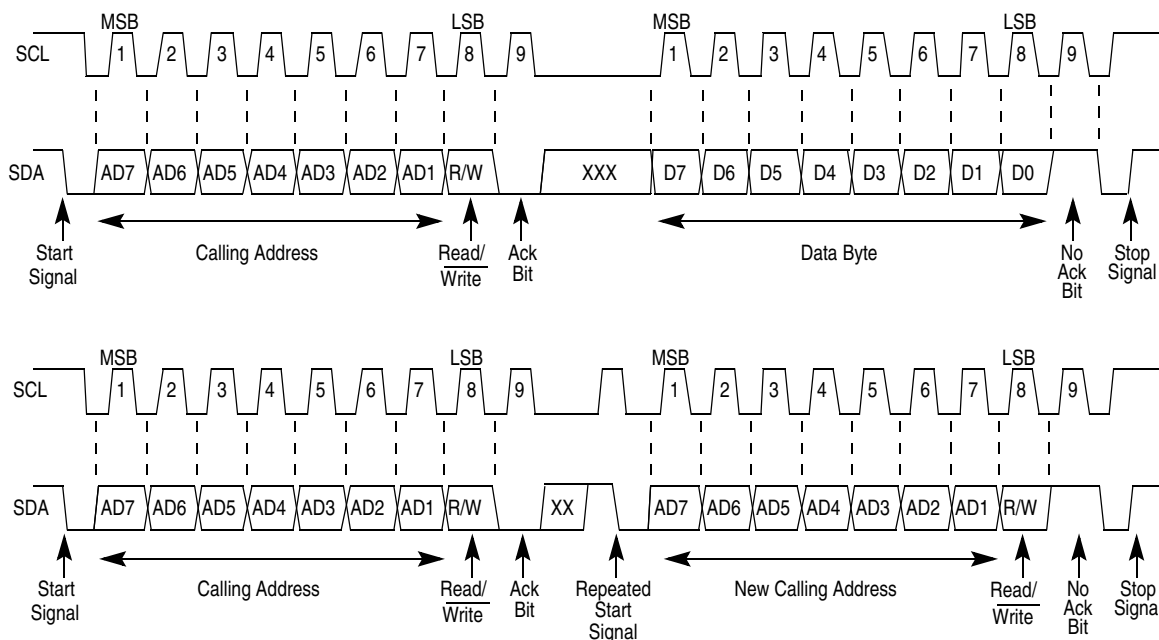 MSB LSB MSB LSB
SCL 1 2 3 4 5 6 7 8 9 1 2 3 4 5 6 7 8 9
SDA AD7 AD6 AD5 AD4 AD3 AD2 AD1 R/W XXX D7 D6 D5 D4 D3 D2 D1 D0
Start Signal
Calling Address
Read/ Write
Ack Bit
Data Byte
No Ack Bit
Stop Signal
MSB LSB MSB LSB
SCL 1 2 3 4 5 6 7 8 9 1 2 3 4 5 6 7 8 9
SDA AD7 AD6 AD5 AD4 AD3 AD2 AD1 R/W XX AD7 AD6 AD5 AD4 AD3 AD2 AD1 R/W
Start Signal
Calling Address
Read/ Write
Ack Bit
Repeated Start Signal
New Calling Address
Read/ Write
No Ack Bit
Stop Signal